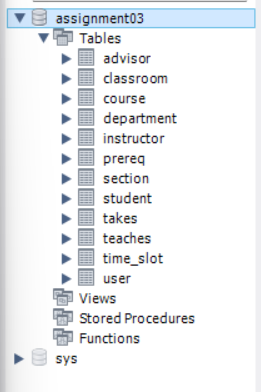 assignment03
Tables
advisor
classroom
course
department
instructor
prereq
section
student
takes
teaches
time_slot
user
Views
Stored Procedures
Functions
sys